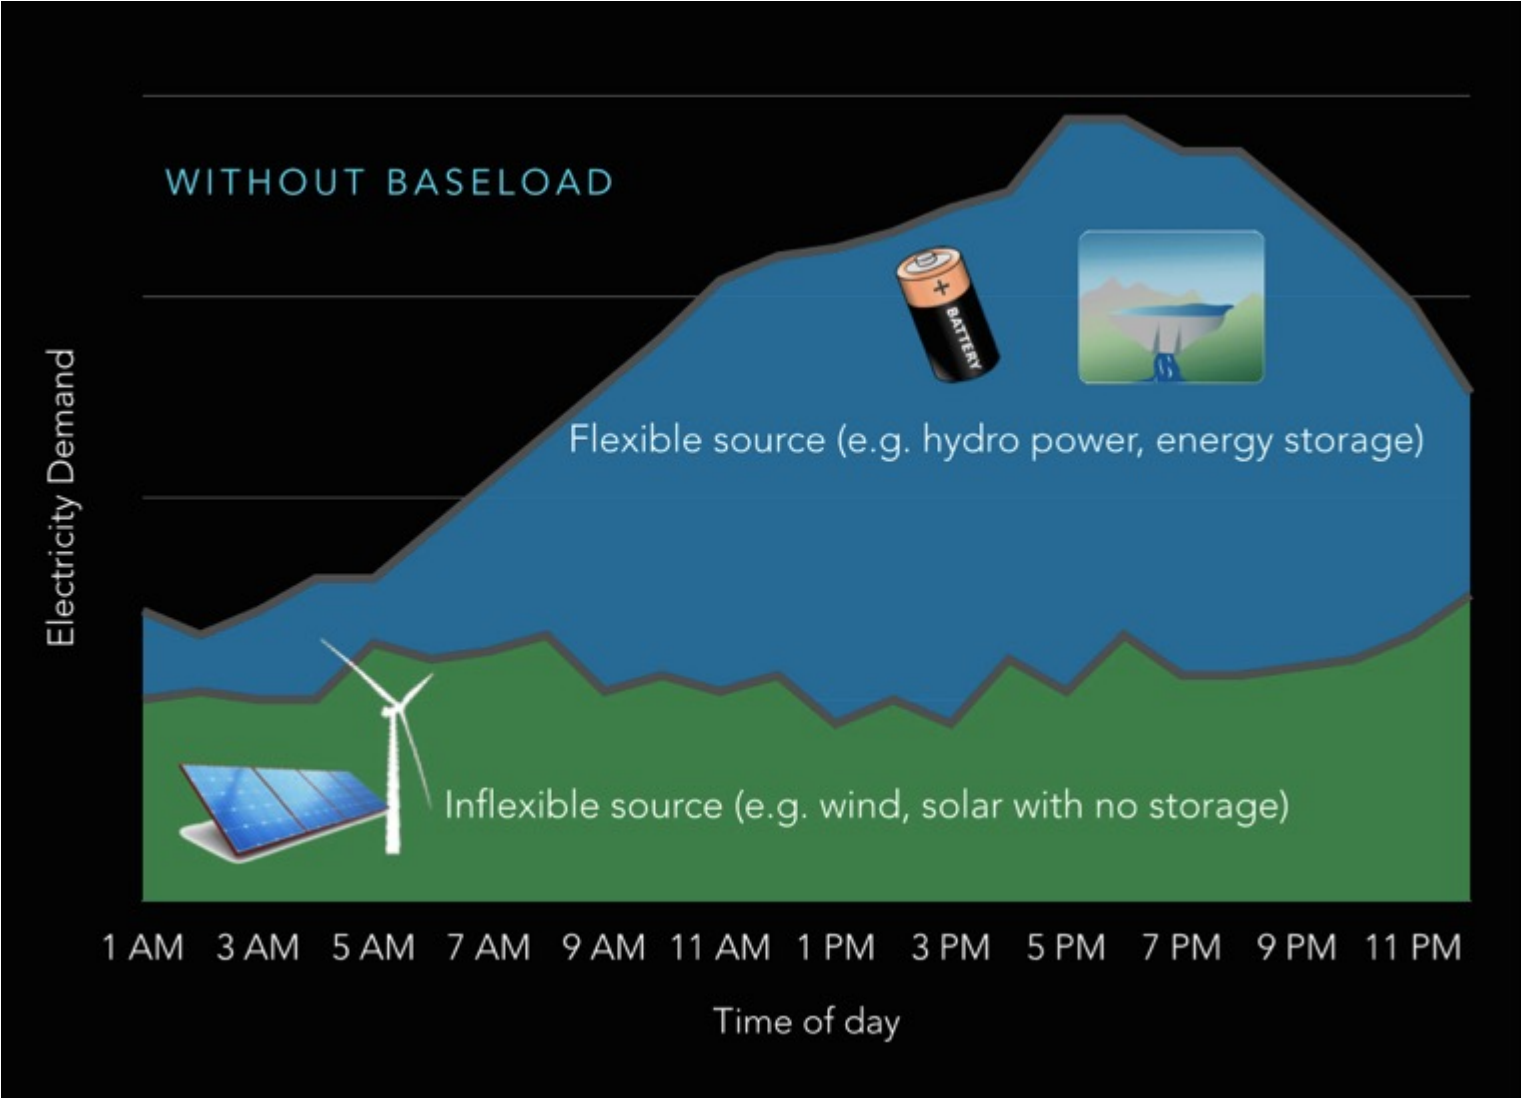 WITHOUT BASELOAD
BATTERY
Flexible source (e.g. hydro power, energy storage)
Electricity Demand
Inflexible source (e.g. wind, solar with no storage)
1 AM 3 AM 5 AM 7 AM 9 AM 11 AM 1 PM 3 PM 5 PM 7 PM 9 PM 11 PM
Time of day